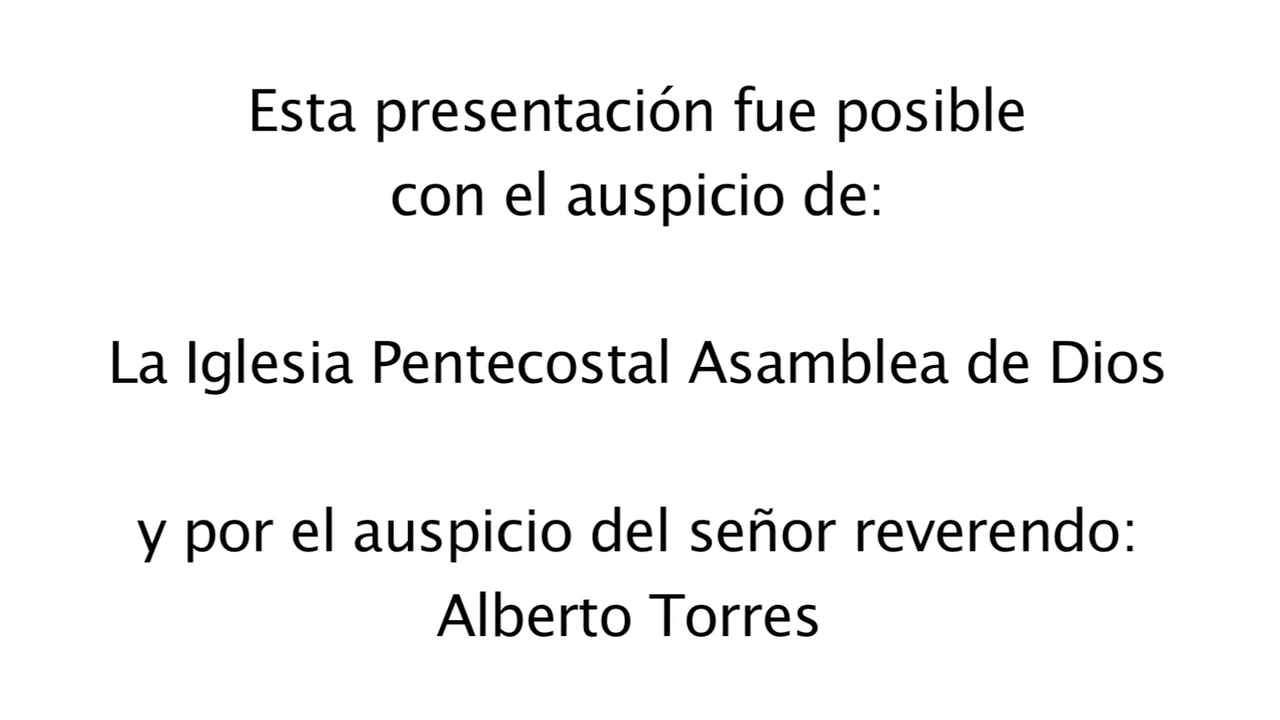 Esta presentación fue posible
con el auspicio de:
La Iglesia Pentecostal Asamblea de Dios
y por el auspicio del señor reverendo:
Alberto Torres